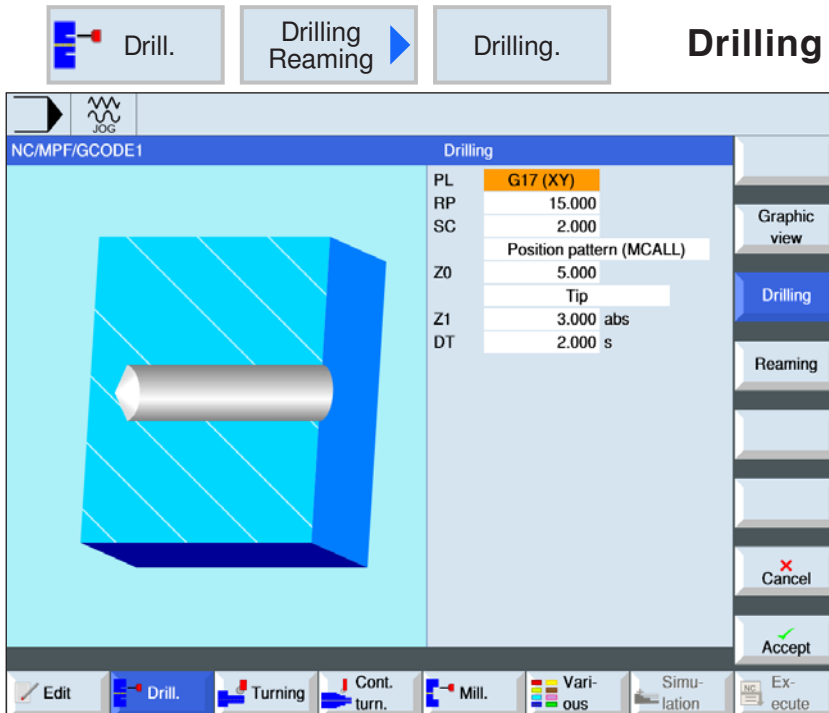 Drill.
Drilling
Reaming
Drilling.
Drilling
JOG
NC/MPF/GCODE1
Drilling
PL G17 (XY)
RP 15.000
SC 2.000
Position pattern (MCALL)
Z0 5.000
Tip
Z1 3.000 abs
DT 2.000 s
Graphic
view
Drilling
Reaming
Cancel
Accept
Edit
Drill.
Turning
Cont.
turn.
Mill.
Vari-
ous
Simu-
lation
NC
Ex-
ecute